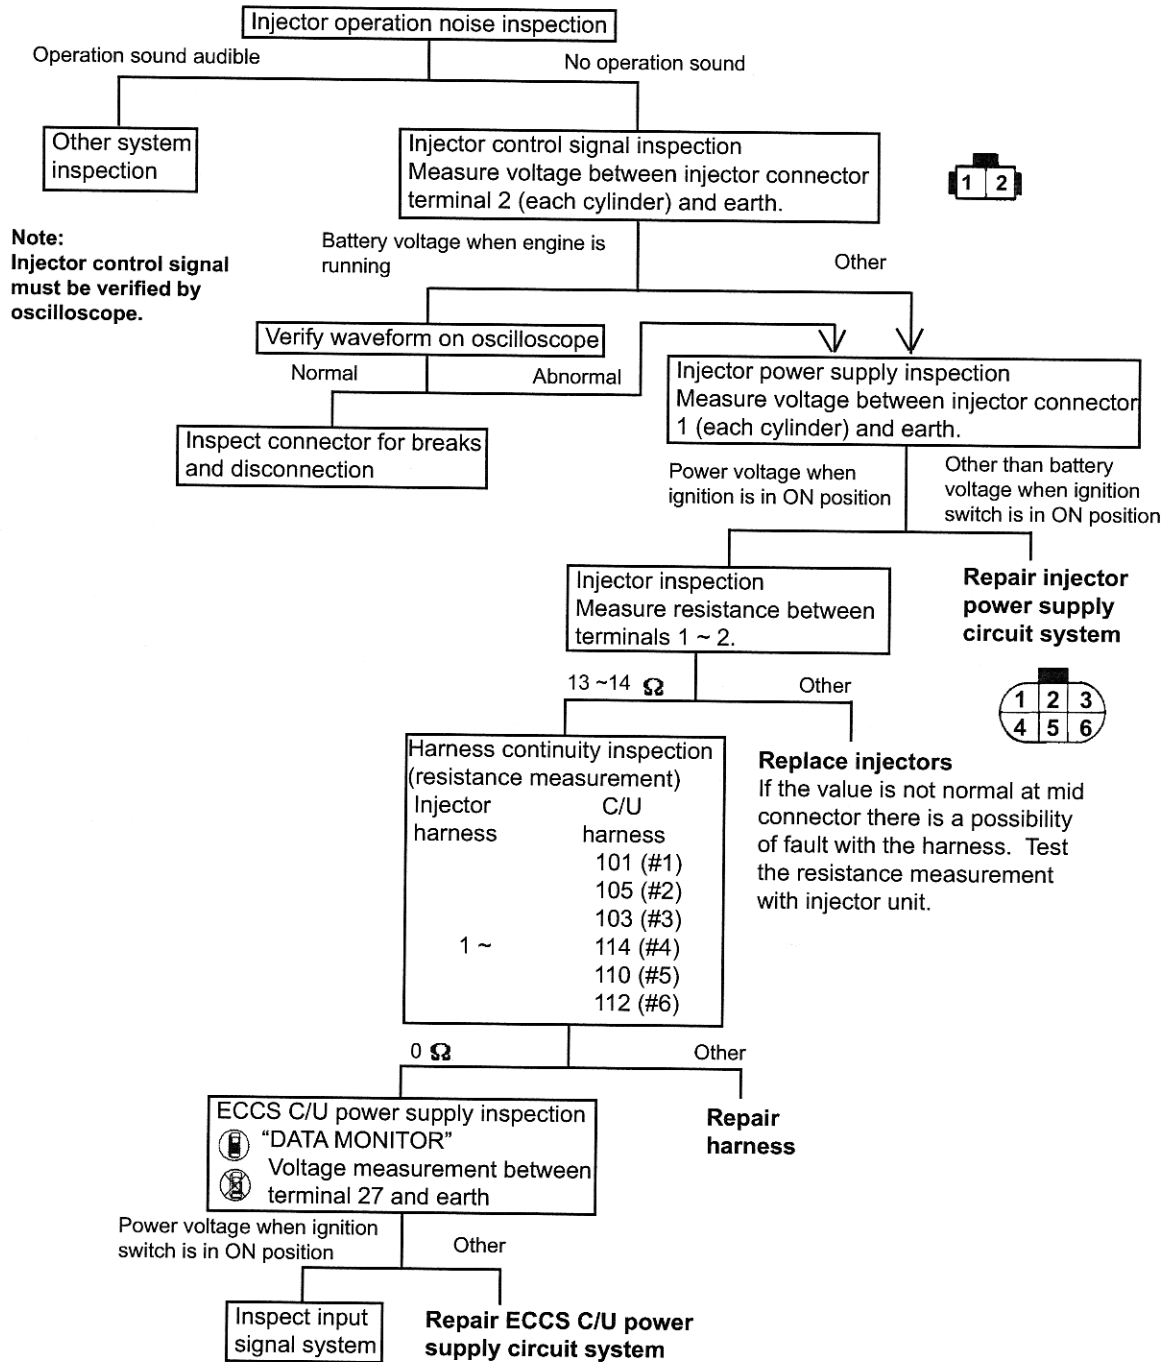 Injector operation noise inspection
Operation sound audible
No operation sound
Other system
inspection
Injector control signal inspection
Measure voltage between injector connector
terminal 2 (each cylinder) and earth.
1 2
Note:
Injector control signal
must be verified by
oscilloscope.
Battery voltage when engine is
running
Other
Verify waveform on oscilloscope
Normal
Abnormal
Injector power supply inspection
Measure voltage between injector connector
1 (each cylinder) and earth.
Inspect connector for breaks
and disconnection
Power voltage when
ignition is in ON position
Other than battery
voltage when ignition
switch is in ON position
Injector inspection
Measure resistance between
terminals 1 ~ 2.
Repair injector
power supply
circuit system
13 ~14 Ω
Other
1 2 3
4 5 6
Harness continuity inspection
(resistance measurement)
Injector C/U
harness harness
101 (#1)
105 (#2)
103 (#3)
1 ~ 114 (#4)
110 (#5)
112 (#6)
Replace injectors
If the value is not normal at mid
connector there is a possibility
of fault with the harness. Test
the resistance measurement
with injector unit.
0 Ω
Other
ECCS C/U power supply inspection
"DATA MONITOR"
Voltage measurement between
terminal 27 and earth
Repair
harness
Power voltage when ignition
switch is in ON position
Other
Inspect input
signal system
Repair ECCS C/U power
supply circuit system